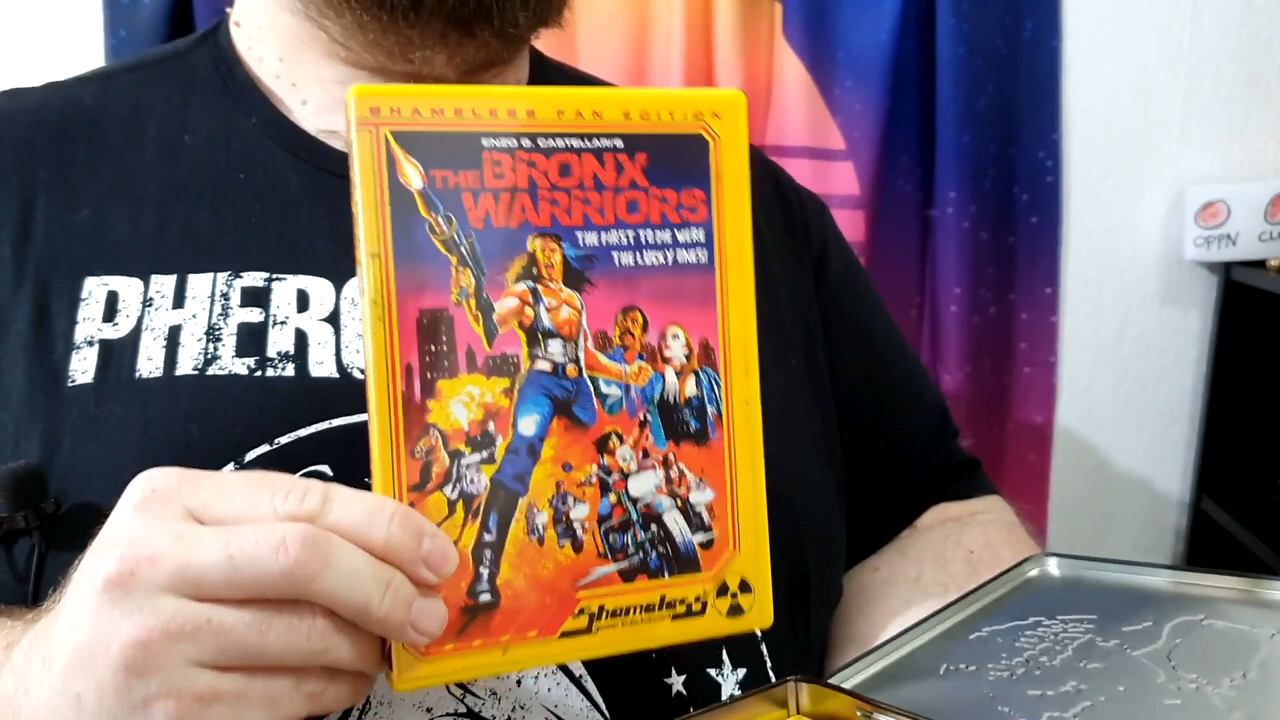 SHAMELESS FAN EDITION
ENZO G. CASTELLARI'S
THE BRONX
WARRIORS
THE FIRST TO DIE WERE
THE LUCKY ONES!
Shameless
PHERO
OPPN
CL